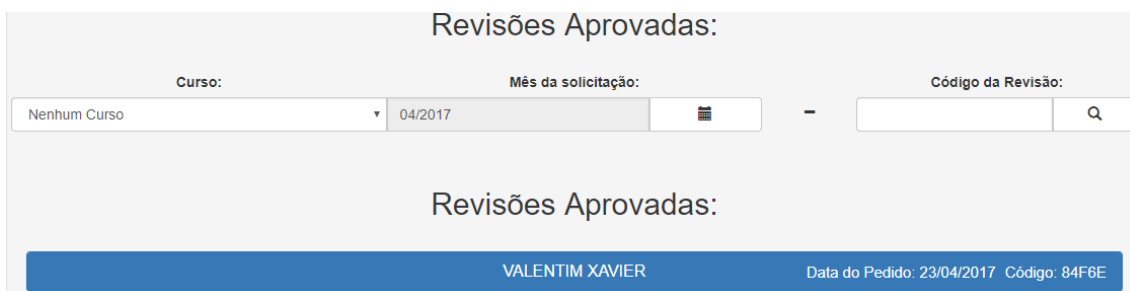 Revisões Aprovadas:
Curso: Mês da solicitação: Código da Revisão:
Nenhum Curso 04/2017 –
Revisões Aprovadas:
VALENTIM XAVIER Data do Pedido: 23/04/2017 Código: 84F6E